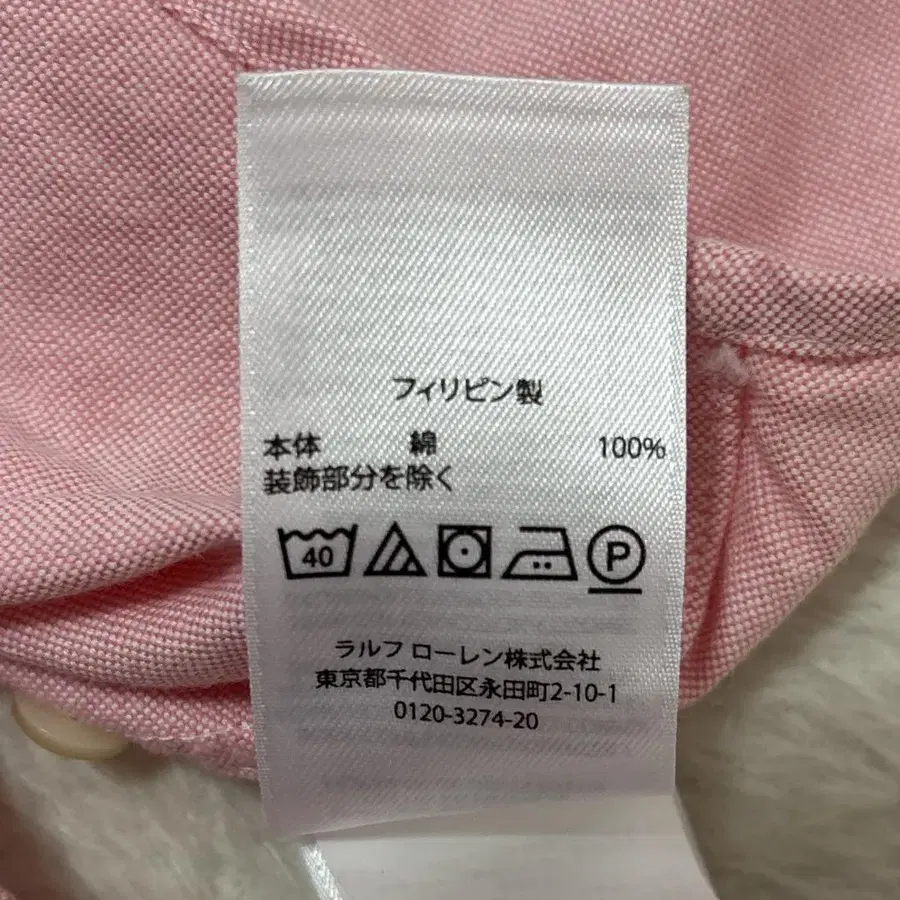 フィリピン製
本体 綿 100%
装飾部分を除く
40 P
ラルフ ローレン株式会社
東京都千代田区永田町2-10-1
0120-3274-20